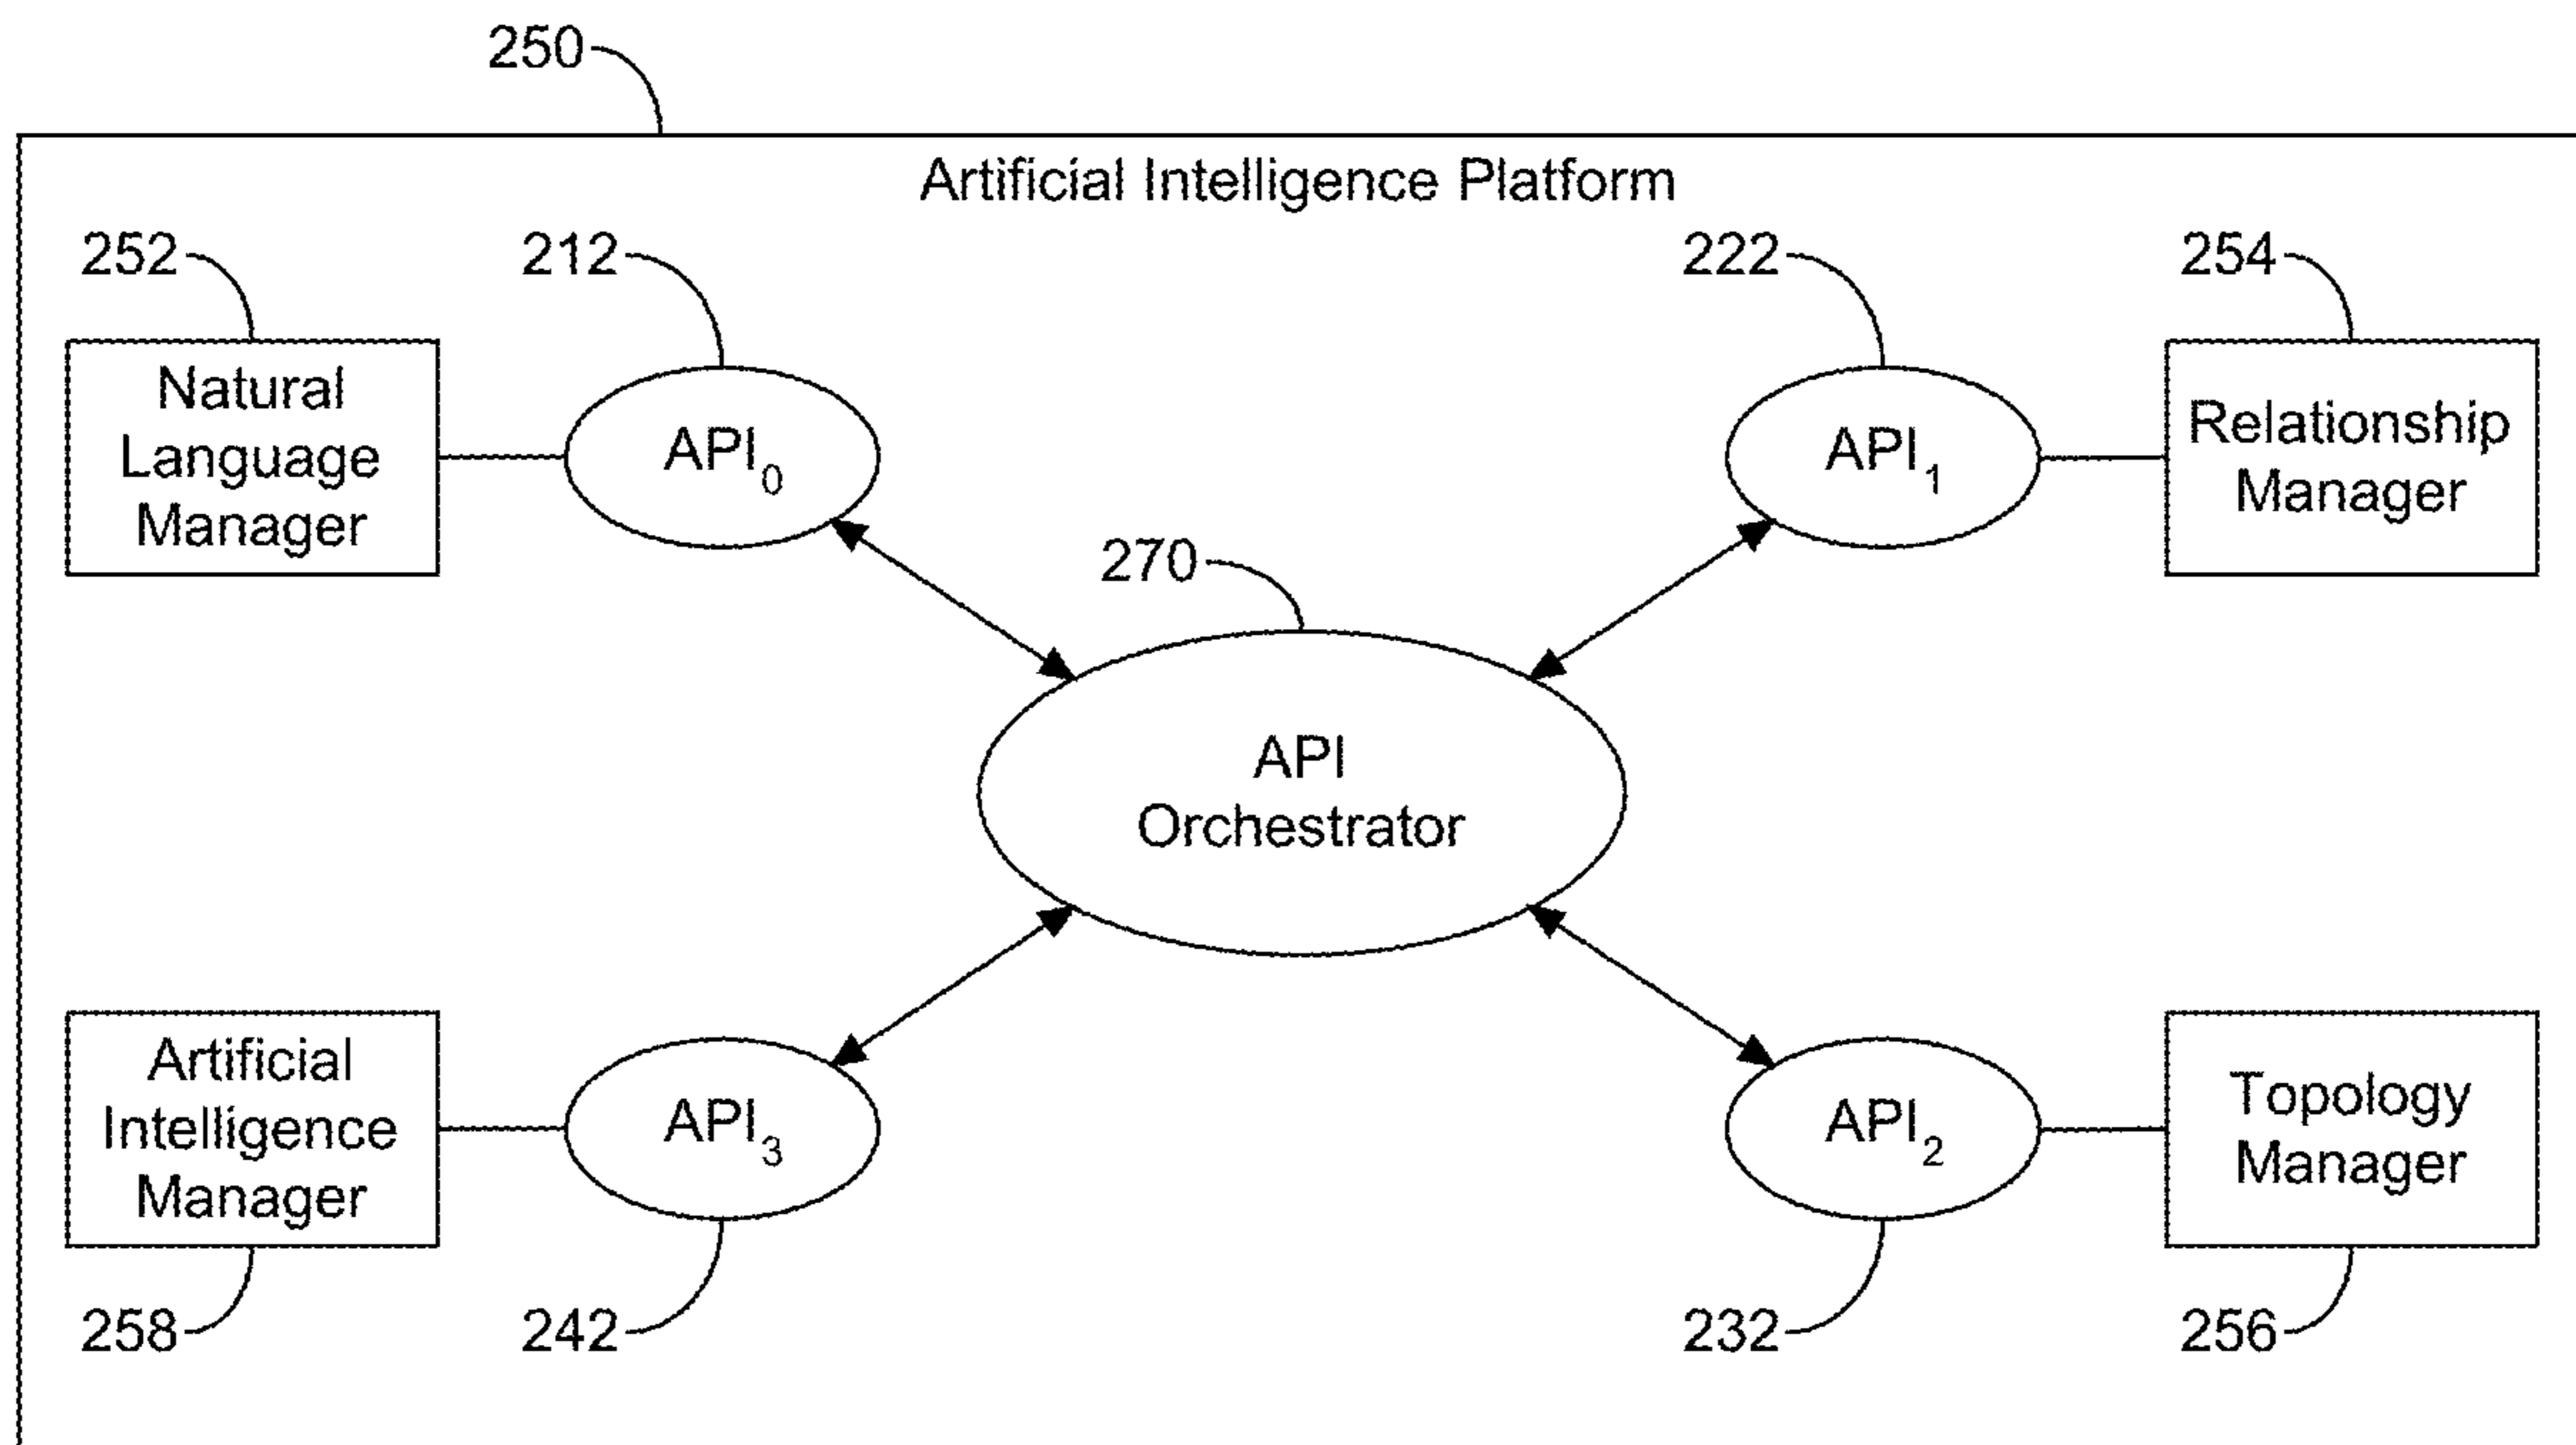 250
Artificial Intelligence Platform
252
212
222
254
Natural
Language
Manager
API₀
API₁
Relationship
Manager
270
API
Orchestrator
Artificial
Intelligence
Manager
API₃
API₂
Topology
Manager
258
242
232
256